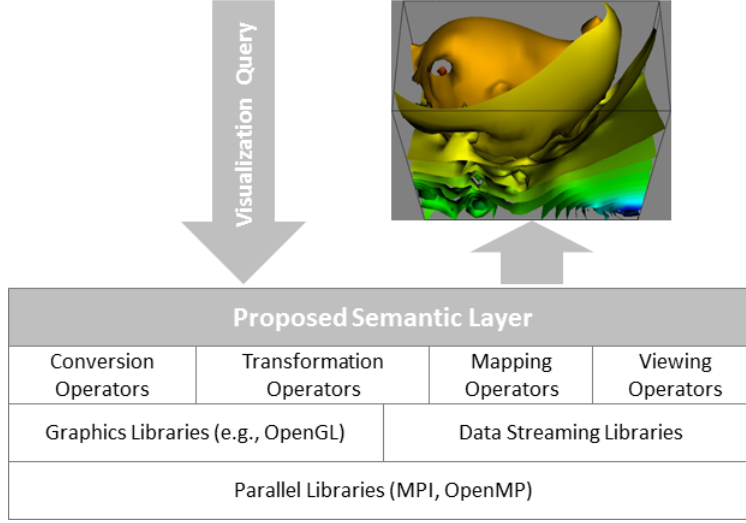 Visualization Query
Proposed Semantic Layer
Conversion
Operators
Transformation
Operators
Mapping
Operators
Viewing
Operators
Graphics Libraries (e.g., OpenGL)
Data Streaming Libraries
Parallel Libraries (MPI, OpenMP)